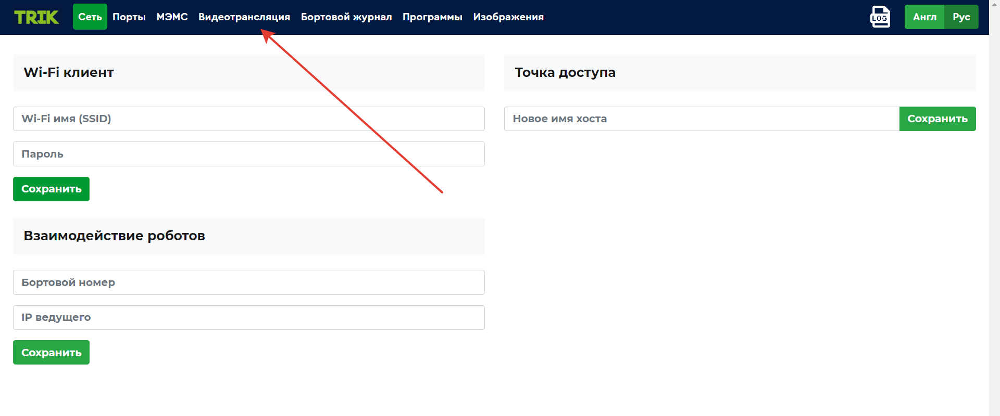 TRIK Сеть Порты МЭМС Видеотрансляция Бортовой журнал Программы Изображения LOG Англ Рус
Wi-Fi клиент
Wi-Fi имя (SSID)
Пароль
Сохранить
Взаимодействие роботов
Бортовой номер
IP ведущего
Сохранить
Точка доступа
Новое имя хоста Сохранить